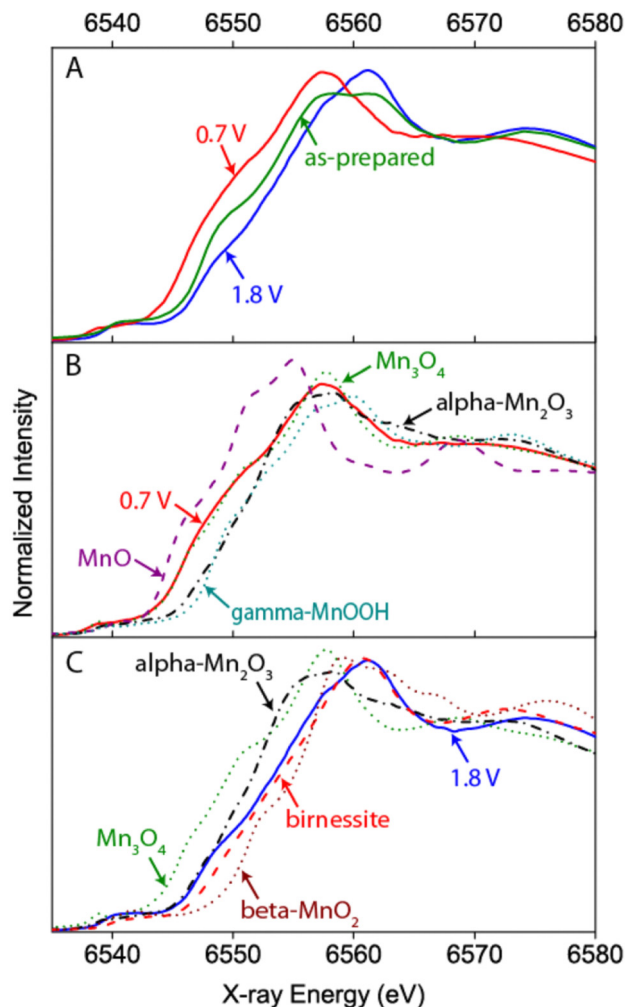 6540 6550 6560 6570 6580
A
0.7 V
as-prepared
1.8 V
B
Mn₃O₄
alpha-Mn₂O₃
0.7 V
MnO
gamma-MnOOH
Normalized Intensity
C
alpha-Mn₂O₃
1.8 V
birnessite
Mn₃O₄
beta-MnO₂
6540 6550 6560 6570 6580
X-ray Energy (eV)